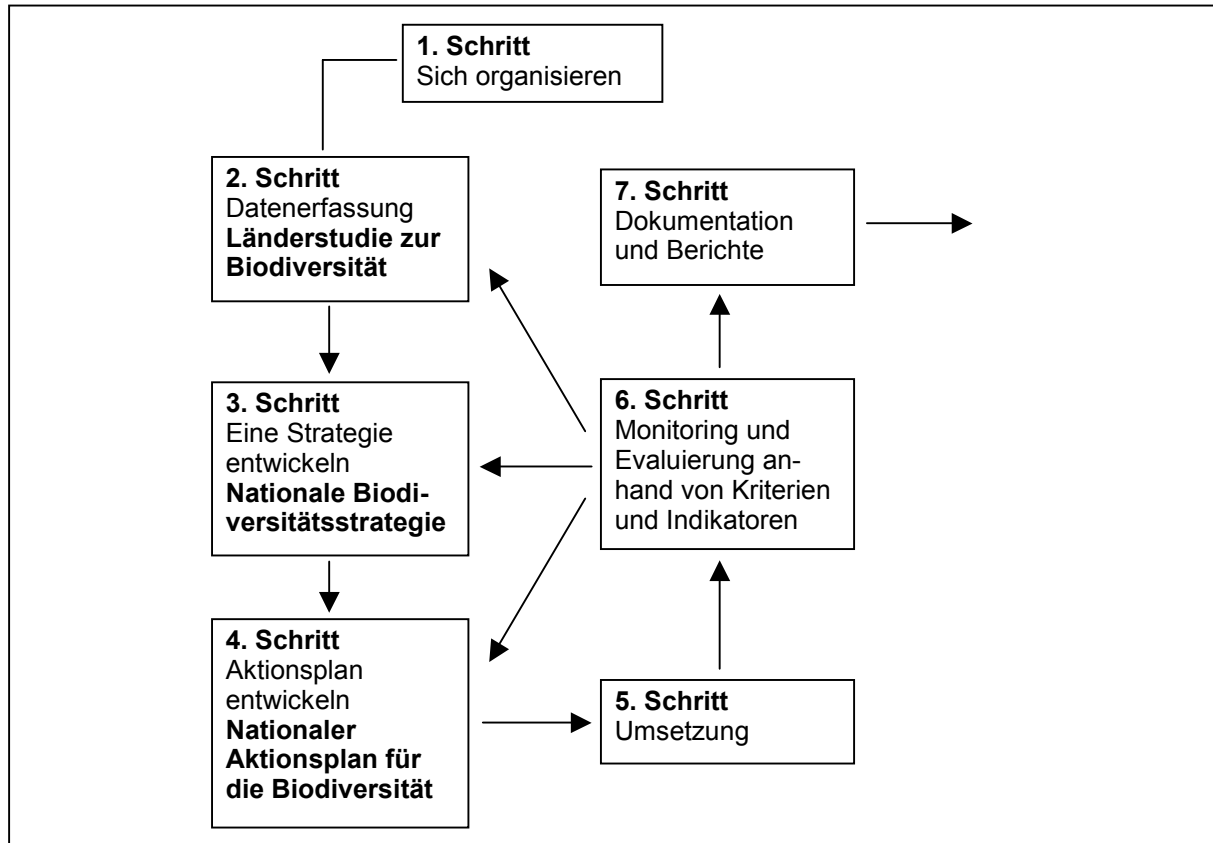 1. Schritt
Sich organisieren
2. Schritt
Datenerfassung
Länderstudie zur
Biodiversität
3. Schritt
Eine Strategie
entwickeln
Nationale Biodi-
versitätsstrategie
4. Schritt
Aktionsplan
entwickeln
Nationaler
Aktionsplan für
die Biodiversität
5. Schritt
Umsetzung
6. Schritt
Monitoring und
Evaluierung an-
hand von Kriterien
und Indikatoren
7. Schritt
Dokumentation
und Berichte